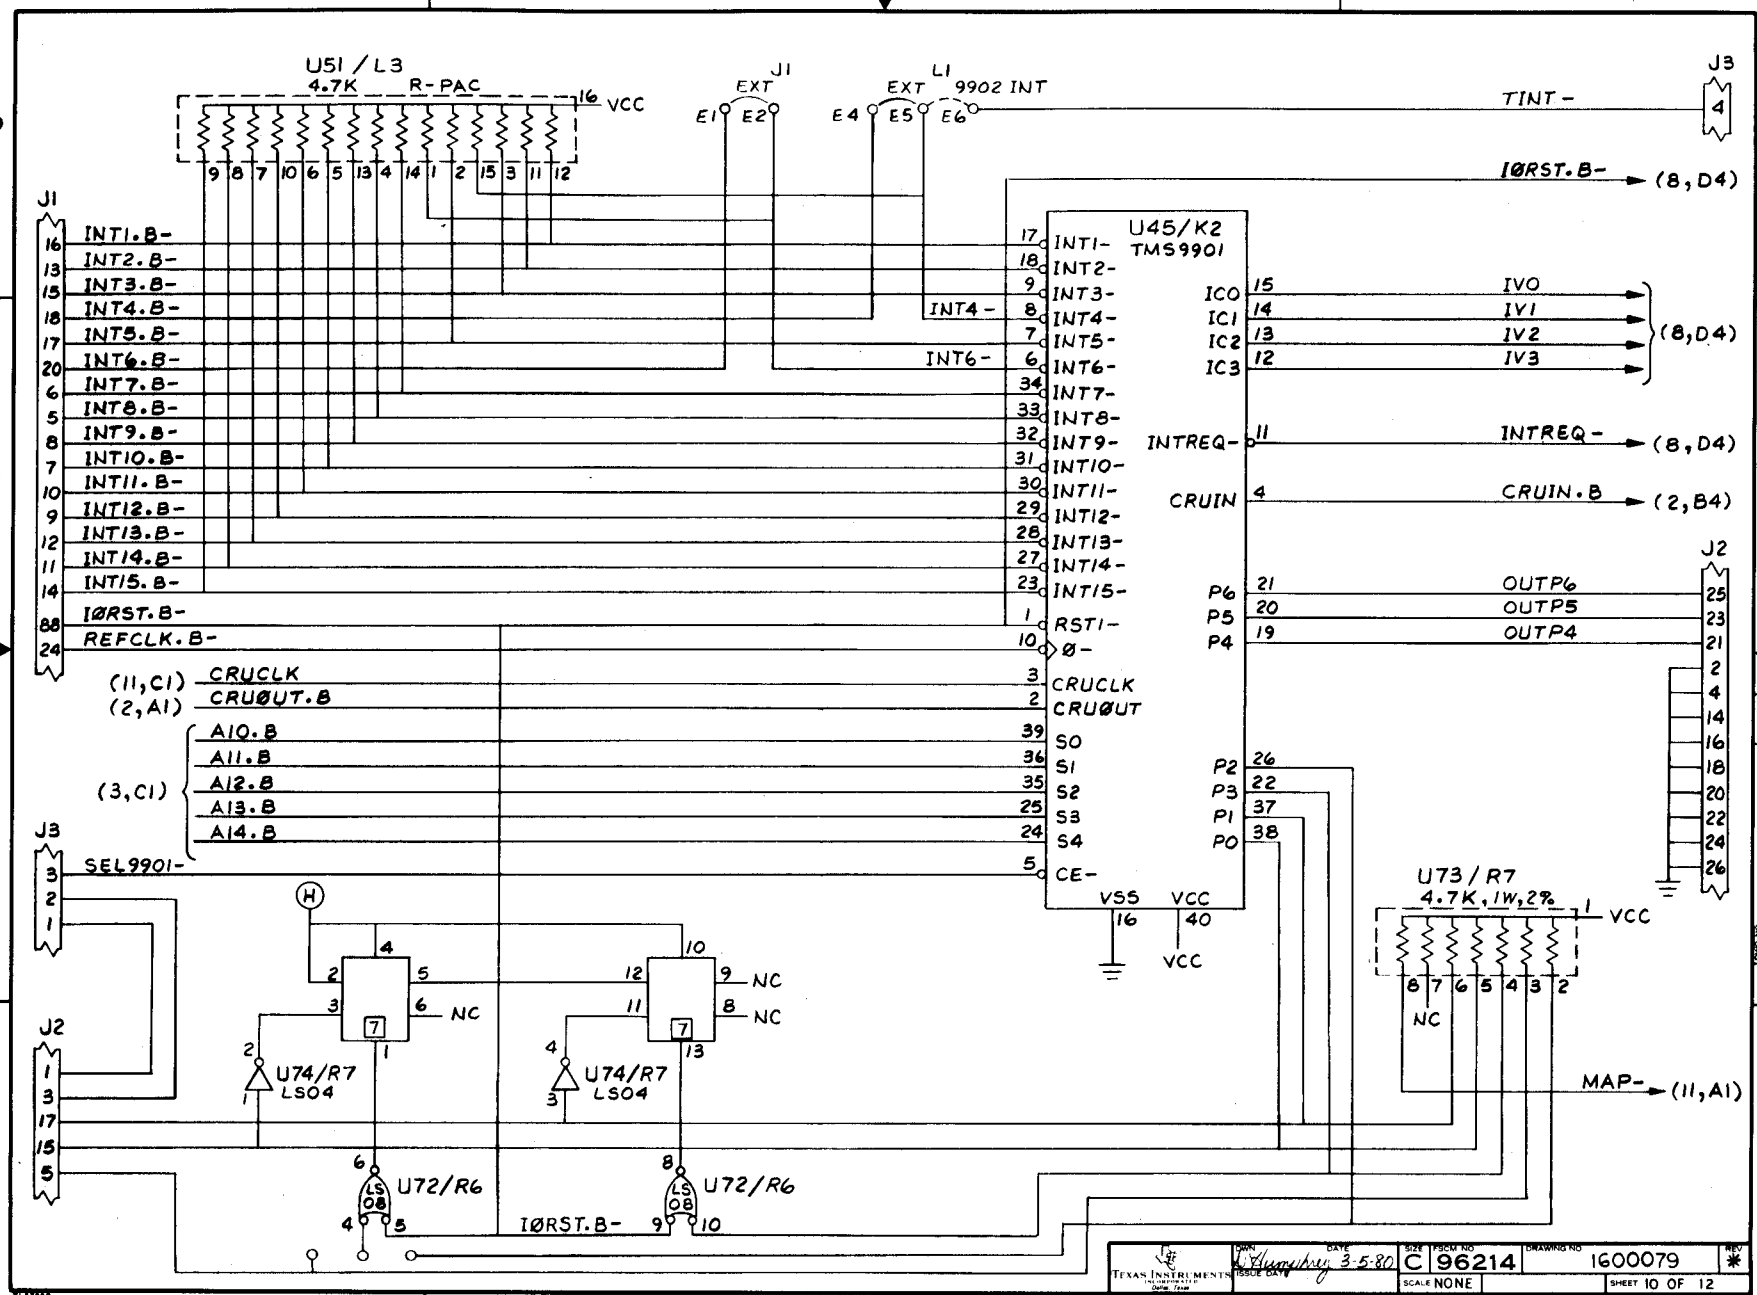 U51/L3
4.7K R-PAC
16 VCC
9 8 7 10 6 5 13 4 14 1 2 15 3 11 12
J1
EXT
E1 E2
L1
EXT 9902 INT
E4 E5 E6
TINT-
J3
4
IØRST.B- (8,D4)
J1
16 INT1.B-
13 INT2.B-
15 INT3.B-
18 INT4.B-
17 INT5.B-
20 INT6.B-
6 INT7.B-
5 INT8.B-
8 INT9.B-
7 INT10.B-
10 INT11.B-
9 INT12.B-
12 INT13.B-
11 INT14.B-
14 INT15.B-
88 IØRST.B-
24 REFCLK.B-
(11,C1) CRUCLK
(2,A1) CRUØUT.B
A10.B
A11.B
(3,C1) A12.B
A13.B
A14.B
J3
3 SEL9901-
2
1
INT4-
INT6-
U45/K2
TMS9901
17 INT1-
18 INT2-
9 INT3-
8 INT4-
7 INT5-
6 INT6-
34 INT7-
33 INT8-
32 INT9-
31 INT10-
30 INT11-
29 INT12-
28 INT13-
27 INT14-
23 INT15-
1 RST1-
10 Ø-
3 CRUCLK
2 CRUØUT
39 S0
36 S1
35 S2
25 S3
24 S4
5 CE-
IC0 15 IV0
IC1 14 IV1
IC2 13 IV2
IC3 12 IV3
(8,D4)
INTREQ- 11 INTREQ- (8,D4)
CRUIN 4 CRUIN.B (2,B4)
P6 21 OUTP6
P5 20 OUTP5
P4 19 OUTP4
P2 26
P3 22
P1 37
P0 38
VSS VCC
16 40
VCC
J2
25
23
21
2
4
14
16
18
20
22
24
26
U73/R7
4.7K,1W,2%
1 VCC
8 7 6 5 4 3 2
NC
MAP- (11,A1)
H
4
2 5
3 6 NC
7
1
10
12 9 NC
11 8 NC
7
13
J2
1
3
17
15
5
2
U74/R7
LS04
1
4
U74/R7
LS04
3
6
LS
08
U72/R6
4 5
IØRST.B-
8
LS
08
U72/R6
9 10
TEXAS INSTRUMENTS
INCORPORATED
Dallas, Texas
DWN DATE
Humphrey 3-5-80
ISSUE DATE
SIZE C
FSCM NO 96214
DRAWING NO 1600079
REV *
SCALE NONE
SHEET 10 OF 12